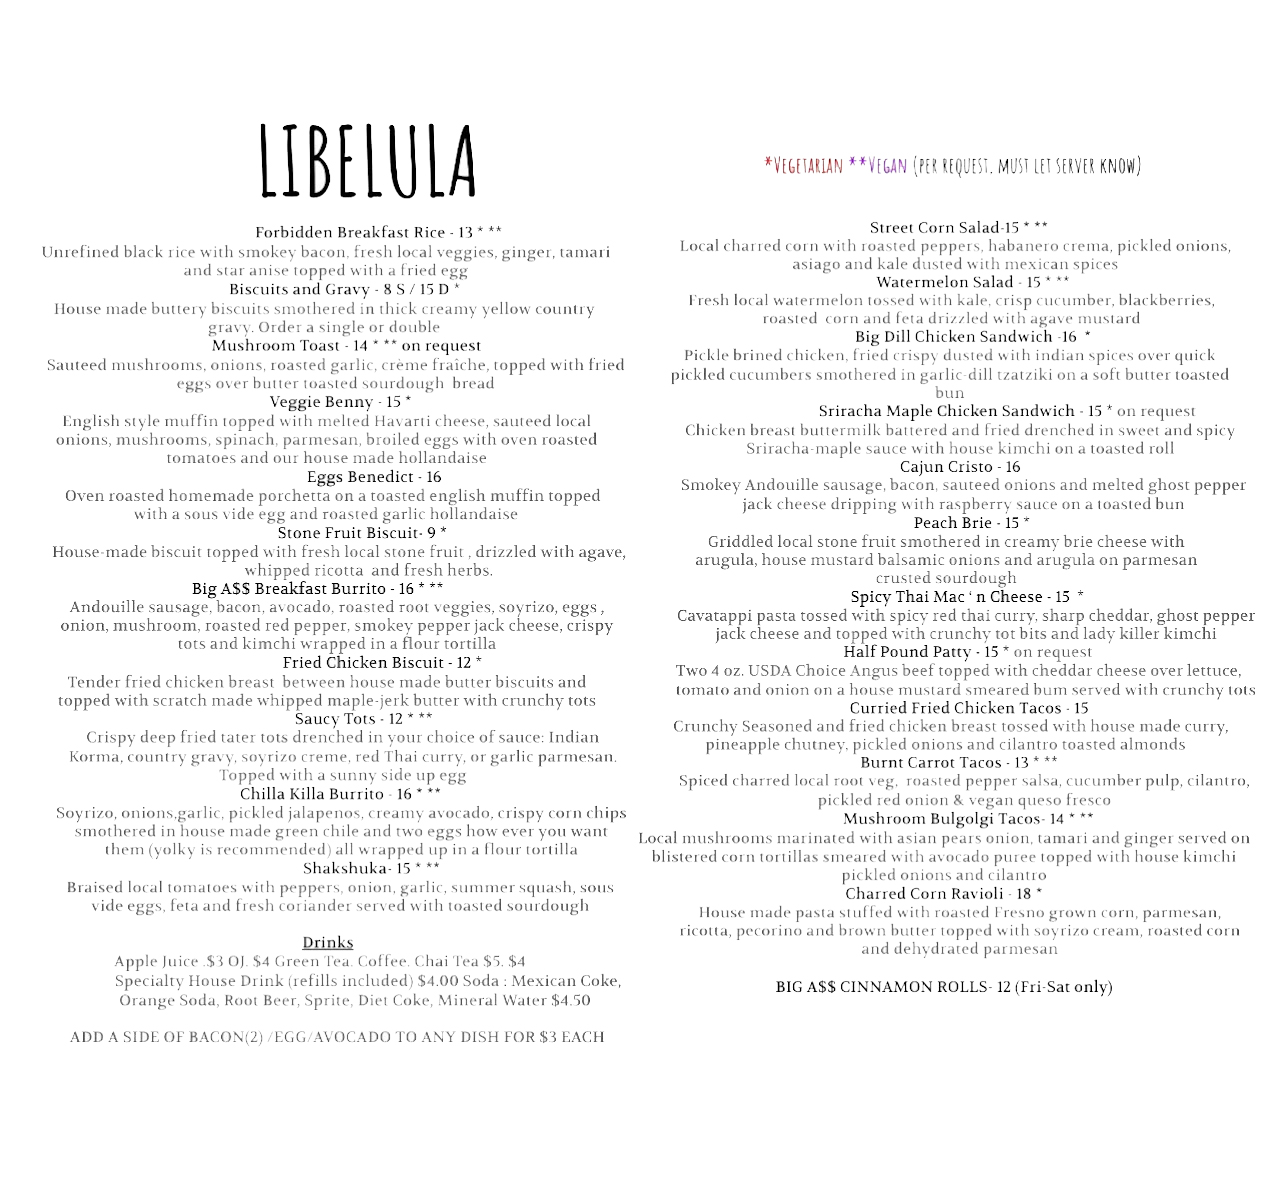 LIBELULA
Forbidden Breakfast Rice - 13 * **
Unrefined black rice with smokey bacon, fresh local veggies, ginger, tamari
and star anise topped with a fried egg
Biscuits and Gravy - 8 S / 15 D *
House made buttery biscuits smothered in thick creamy yellow country
gravy. Order a single or double
Mushroom Toast - 14 * ** on request
Sauteed mushrooms, onions, roasted garlic, crème fraîche, topped with fried
eggs over butter toasted sourdough bread
Veggie Benny - 15 *
English style muffin topped with melted Havarti cheese, sauteed local
onions, mushrooms, spinach, parmesan, broiled eggs with oven roasted
tomatoes and our house made hollandaise
Eggs Benedict - 16
Oven roasted homemade porchetta on a toasted english muffin topped
with a sous vide egg and roasted garlic hollandaise
Stone Fruit Biscuit- 9 *
House-made biscuit topped with fresh local stone fruit , drizzled with agave,
whipped ricotta and fresh herbs.
Big A$$ Breakfast Burrito - 16 * **
Andouille sausage, bacon, avocado, roasted root veggies, soyrizo, eggs ,
onion, mushroom, roasted red pepper, smokey pepper jack cheese, crispy
tots and kimchi wrapped in a flour tortilla
Fried Chicken Biscuit - 12 *
Tender fried chicken breast between house made butter biscuits and
topped with scratch made whipped maple-jerk butter with crunchy tots
Saucy Tots - 12 * **
Crispy deep fried tater tots drenched in your choice of sauce: Indian
Korma, country gravy, soyrizo creme, red Thai curry, or garlic parmesan.
Topped with a sunny side up egg
Chilla Killa Burrito - 16 * **
Soyrizo, onions,garlic, pickled jalapenos, creamy avocado, crispy corn chips
smothered in house made green chile and two eggs how ever you want
them (yolky is recommended) all wrapped up in a flour tortilla
Shakshuka- 15 * **
Braised local tomatoes with peppers, onion, garlic, summer squash, sous
vide eggs, feta and fresh coriander served with toasted sourdough
Drinks
Apple Juice .$3 OJ. $4 Green Tea. Coffee. Chai Tea $5. $4
Specialty House Drink (refills included) $4.00 Soda : Mexican Coke,
Orange Soda, Root Beer, Sprite, Diet Coke, Mineral Water $4.50
ADD A SIDE OF BACON(2) /EGG/AVOCADO TO ANY DISH FOR $3 EACH
*VEGETARIAN **VEGAN (PER REQUEST. MUST LET SERVER KNOW)
Street Corn Salad-15 * **
Local charred corn with roasted peppers, habanero crema, pickled onions,
asiago and kale dusted with mexican spices
Watermelon Salad - 15 * **
Fresh local watermelon tossed with kale, crisp cucumber, blackberries,
roasted corn and feta drizzled with agave mustard
Big Dill Chicken Sandwich -16 *
Pickle brined chicken, fried crispy dusted with indian spices over quick
pickled cucumbers smothered in garlic-dill tzatziki on a soft butter toasted
bun
Sriracha Maple Chicken Sandwich - 15 * on request
Chicken breast buttermilk battered and fried drenched in sweet and spicy
Sriracha-maple sauce with house kimchi on a toasted roll
Cajun Cristo - 16
Smokey Andouille sausage, bacon, sauteed onions and melted ghost pepper
jack cheese dripping with raspberry sauce on a toasted bun
Peach Brie - 15 *
Griddled local stone fruit smothered in creamy brie cheese with
arugula, house mustard balsamic onions and arugula on parmesan
crusted sourdough
Spicy Thai Mac ‘ n Cheese - 15 *
Cavatappi pasta tossed with spicy red thai curry, sharp cheddar, ghost pepper
jack cheese and topped with crunchy tot bits and lady killer kimchi
Half Pound Patty - 15 * on request
Two 4 oz. USDA Choice Angus beef topped with cheddar cheese over lettuce,
tomato and onion on a house mustard smeared bum served with crunchy tots
Curried Fried Chicken Tacos - 15
Crunchy Seasoned and fried chicken breast tossed with house made curry,
pineapple chutney, pickled onions and cilantro toasted almonds
Burnt Carrot Tacos - 13 * **
Spiced charred local root veg, roasted pepper salsa, cucumber pulp, cilantro,
pickled red onion & vegan queso fresco
Mushroom Bulgolgi Tacos- 14 * **
Local mushrooms marinated with asian pears onion, tamari and ginger served on
blistered corn tortillas smeared with avocado puree topped with house kimchi
pickled onions and cilantro
Charred Corn Ravioli - 18 *
House made pasta stuffed with roasted Fresno grown corn, parmesan,
ricotta, pecorino and brown butter topped with soyrizo cream, roasted corn
and dehydrated parmesan
BIG A$$ CINNAMON ROLLS- 12 (Fri-Sat only)